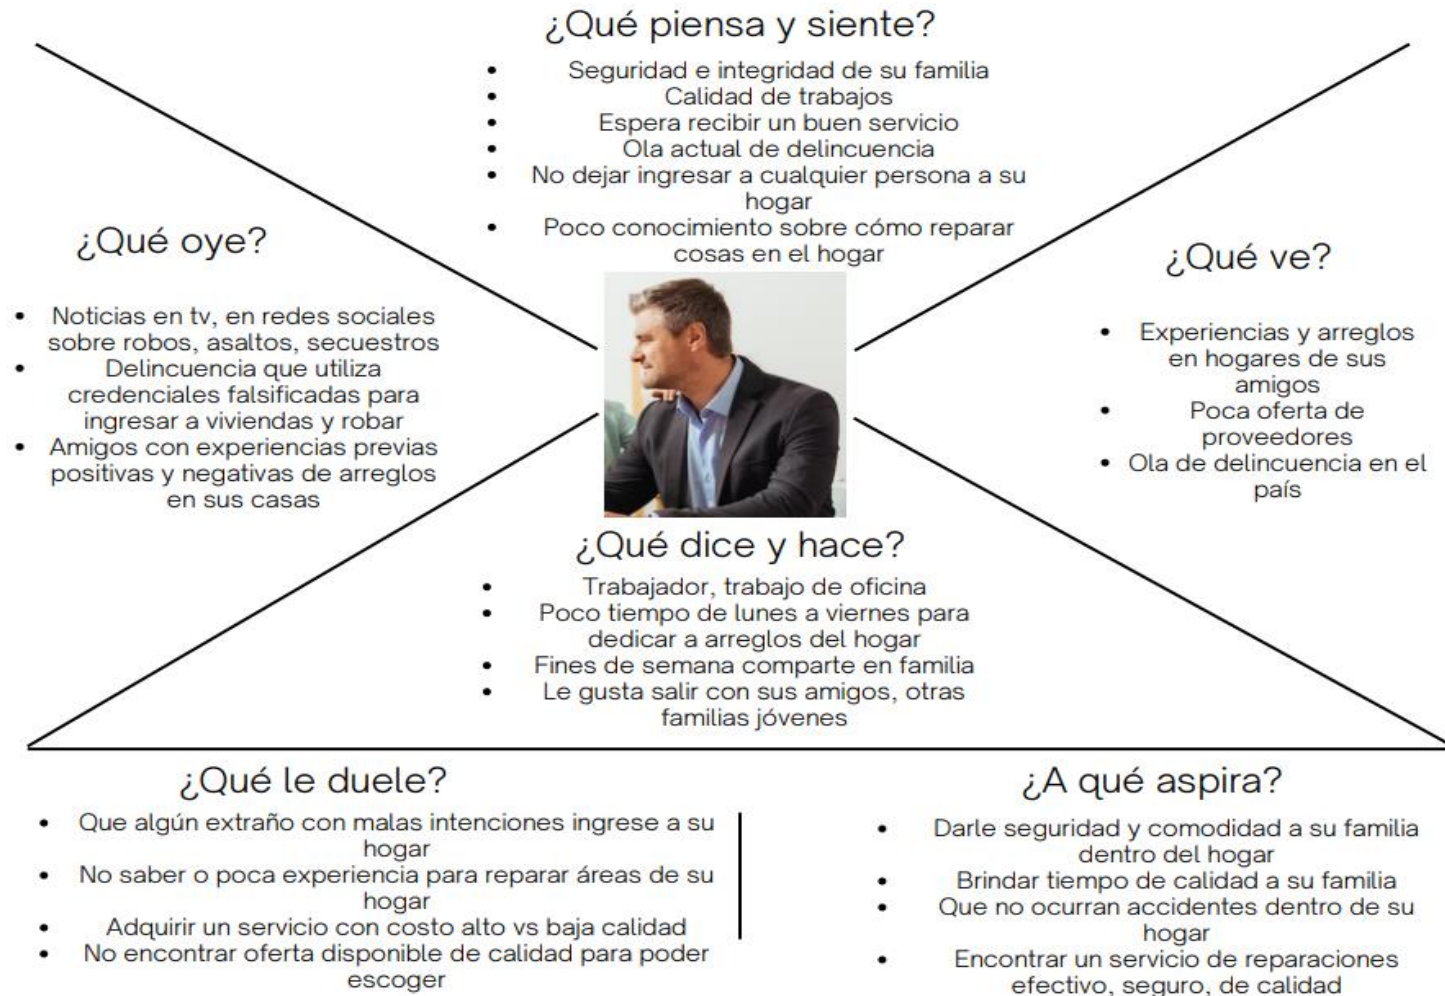 ¿Qué piensa y siente?
• Seguridad e integridad de su familia
• Calidad de trabajos
• Espera recibir un buen servicio
• Ola actual de delincuencia
• No dejar ingresar a cualquier persona a su
hogar
• Poco conocimiento sobre cómo reparar
cosas en el hogar
¿Qué oye?
• Noticias en tv, en redes sociales
sobre robos, asaltos, secuestros
• Delincuencia que utiliza
credenciales falsificadas para
ingresar a viviendas y robar
• Amigos con experiencias previas
positivas y negativas de arreglos
en sus casas
¿Qué ve?
• Experiencias y arreglos
en hogares de sus
amigos
• Poca oferta de
proveedores
• Ola de delincuencia en el
país
¿Qué dice y hace?
• Trabajador, trabajo de oficina
• Poco tiempo de lunes a viernes para
dedicar a arreglos del hogar
• Fines de semana comparte en familia
• Le gusta salir con sus amigos, otras
familias jóvenes
¿Qué le duele?
• Que algún extraño con malas intenciones ingrese a su
hogar
• No saber o poca experiencia para reparar áreas de su
hogar
• Adquirir un servicio con costo alto vs baja calidad
• No encontrar oferta disponible de calidad para poder
escoger
¿A qué aspira?
• Darle seguridad y comodidad a su familia
dentro del hogar
• Brindar tiempo de calidad a su familia
• Que no ocurran accidentes dentro de su
hogar
• Encontrar un servicio de reparaciones
efectivo, seguro, de calidad